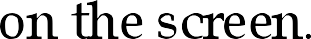 on the screen.